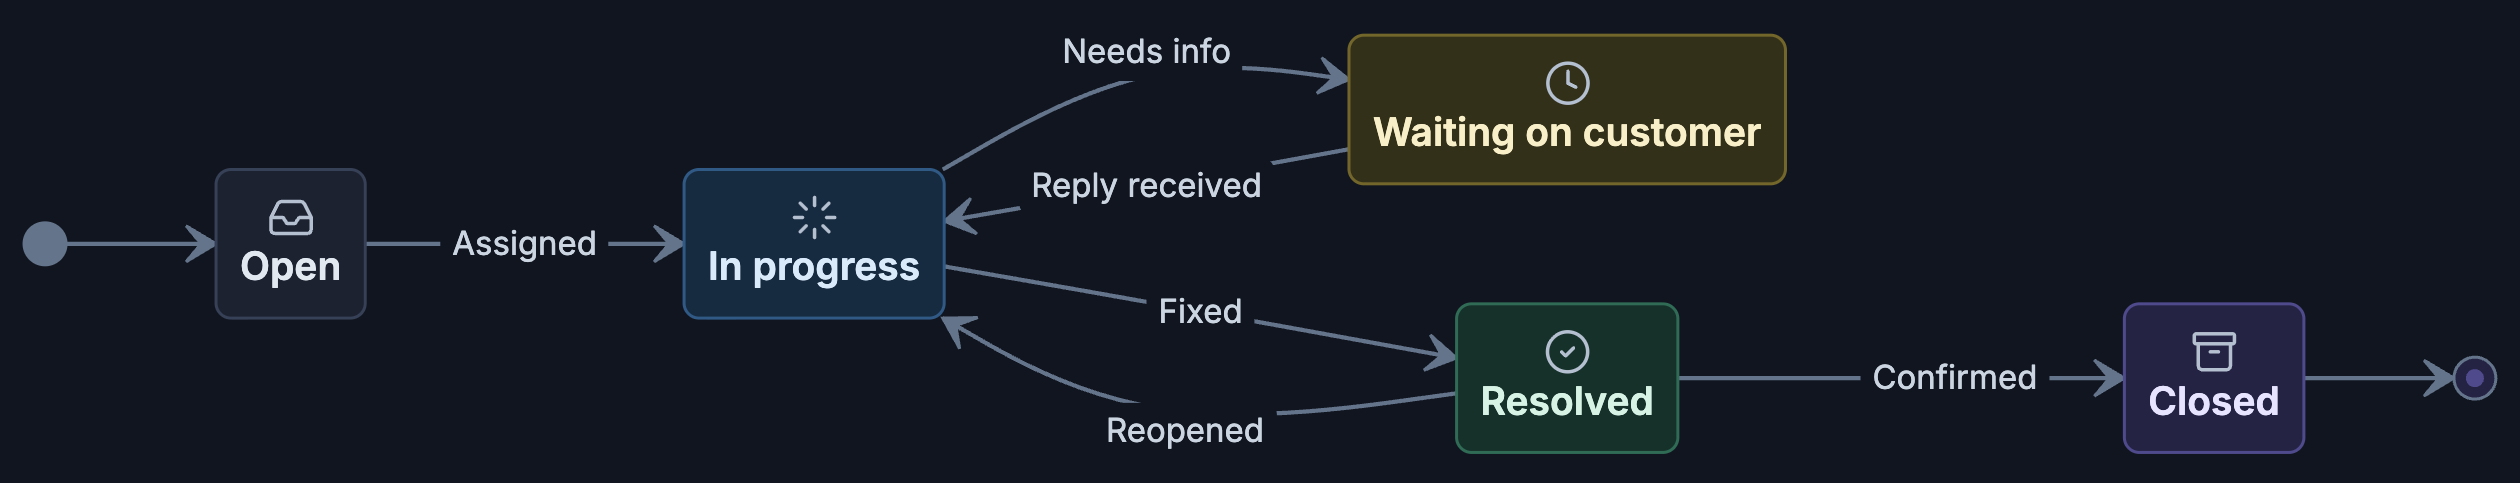 Needs info
Waiting on customer
Reply received
Open
Assigned
In progress
Fixed
Resolved
Confirmed
Closed
Reopened